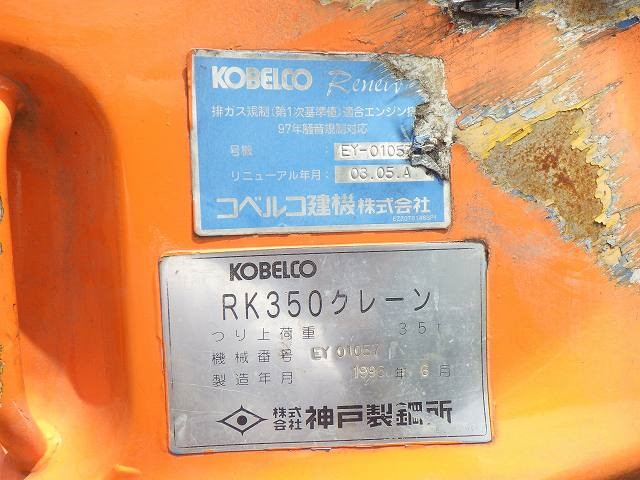 KOBELCO Renew
排ガス規制(第1次基準値)適合エンジン
97年騒音規制対応
号機 EY-0105
リニューアル年月: 03.05.A
コベルコ建機株式会社
KOBELCO
RK350クレーン
つり上荷重 35t
機械番号 EY 01057
製造年月 199 年 6 月
株式会社 神戸製鋼所